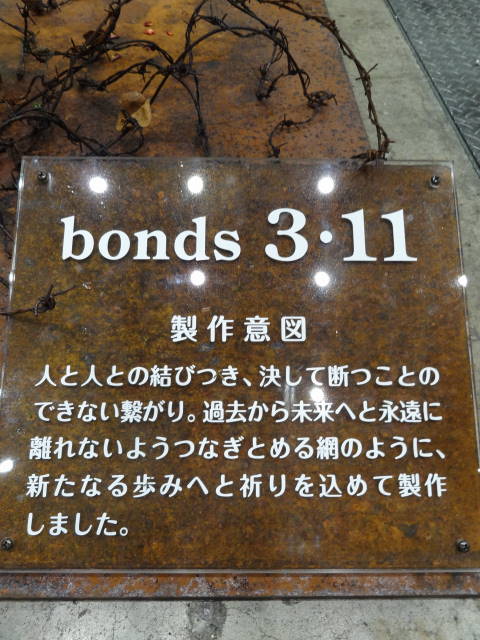 bonds 3·11
製作意図
人と人との結びつき、決して断つことの
できない繋がり。過去から未来へと永遠に
離れないようつなぎとめる網のように、
新たなる歩みへと祈りを込めて製作
しました。